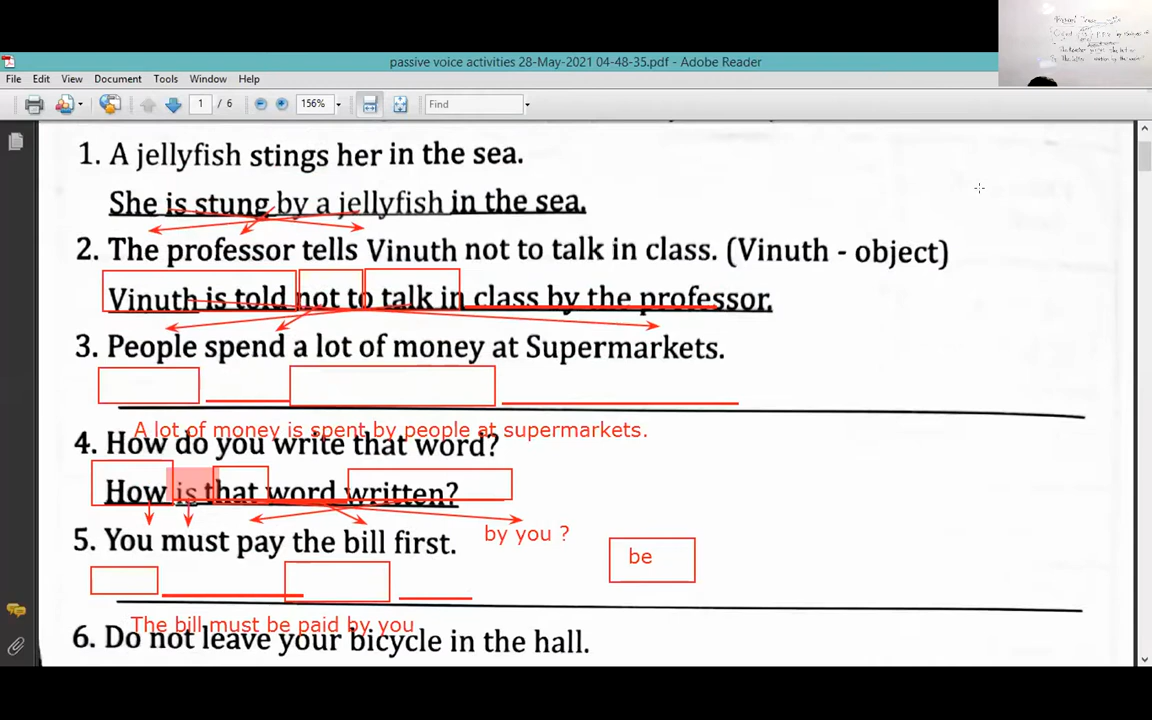 passive voice activities 28-May-2021 04-48-35.pdf - Adobe Reader
File Edit View Document Tools Window Help
1 / 6 156% Find
1. A jellyfish stings her in the sea.
She is stung by a jellyfish in the sea.
2. The professor tells Vinuth not to talk in class. (Vinuth - object)
Vinuth is told not to talk in class by the professor.
3. People spend a lot of money at Supermarkets.
A lot of money is spent by people at supermarkets.
4. How do you write that word?
How is that word written?
by you ?
5. You must pay the bill first.
be
The bill must be paid by you
6. Do not leave your bicycle in the hall.